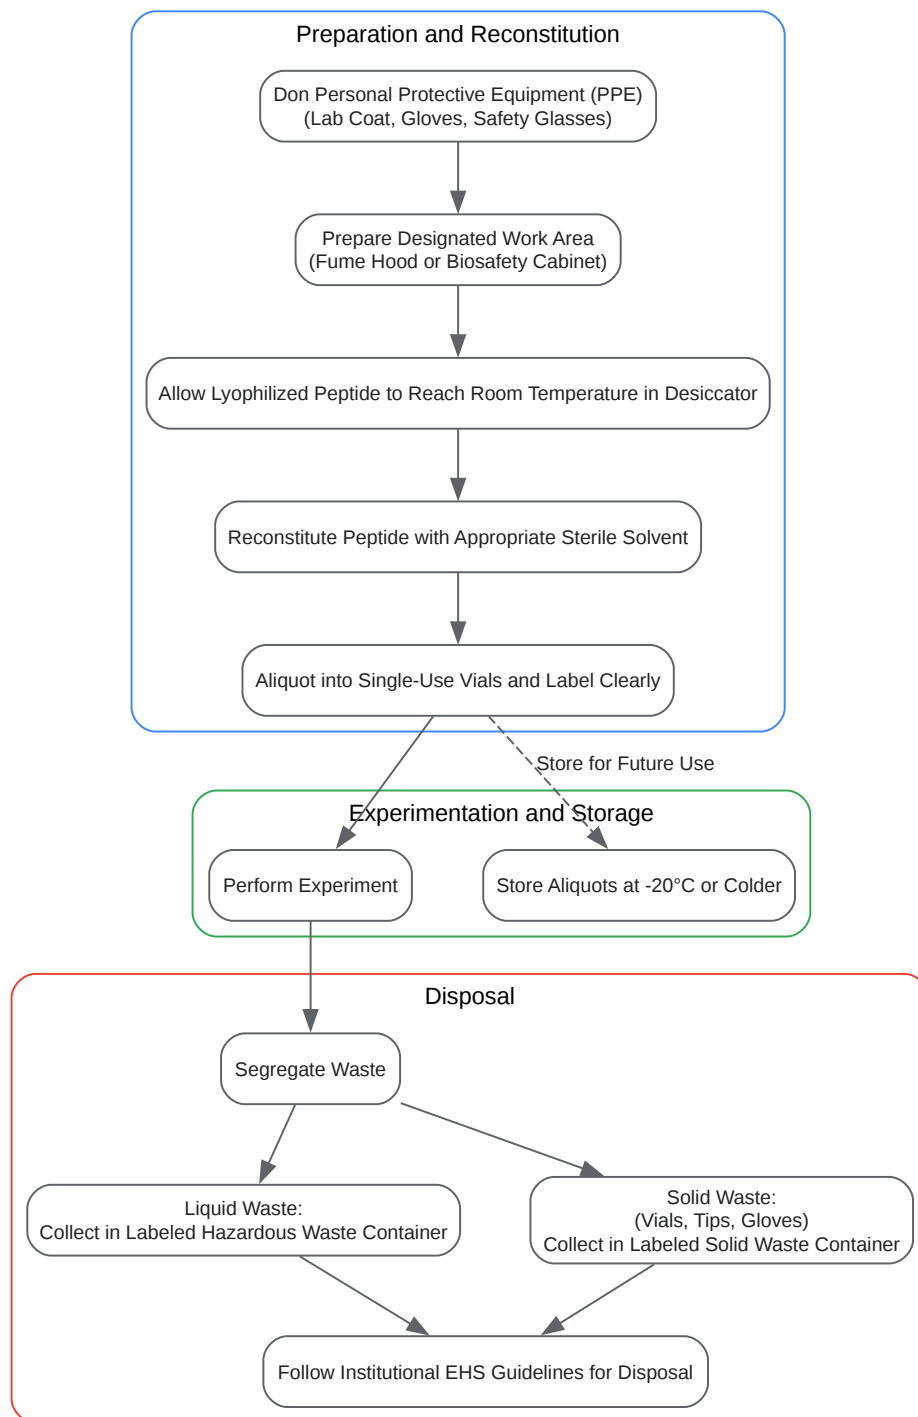 Preparation and Reconstitution
Don Personal Protective Equipment (PPE)
(Lab Coat, Gloves, Safety Glasses)
Prepare Designated Work Area
(Fume Hood or Biosafety Cabinet)
Allow Lyophilized Peptide to Reach Room Temperature in Desiccator
Reconstitute Peptide with Appropriate Sterile Solvent
Aliquot into Single-Use Vials and Label Clearly
Store for Future Use
Experimentation and Storage
Perform Experiment
Store Aliquots at -20°C or Colder
Disposal
Segregate Waste
Liquid Waste:
Collect in Labeled Hazardous Waste Container
Solid Waste:
(Vials, Tips, Gloves)
Collect in Labeled Solid Waste Container
Follow Institutional EHS Guidelines for Disposal